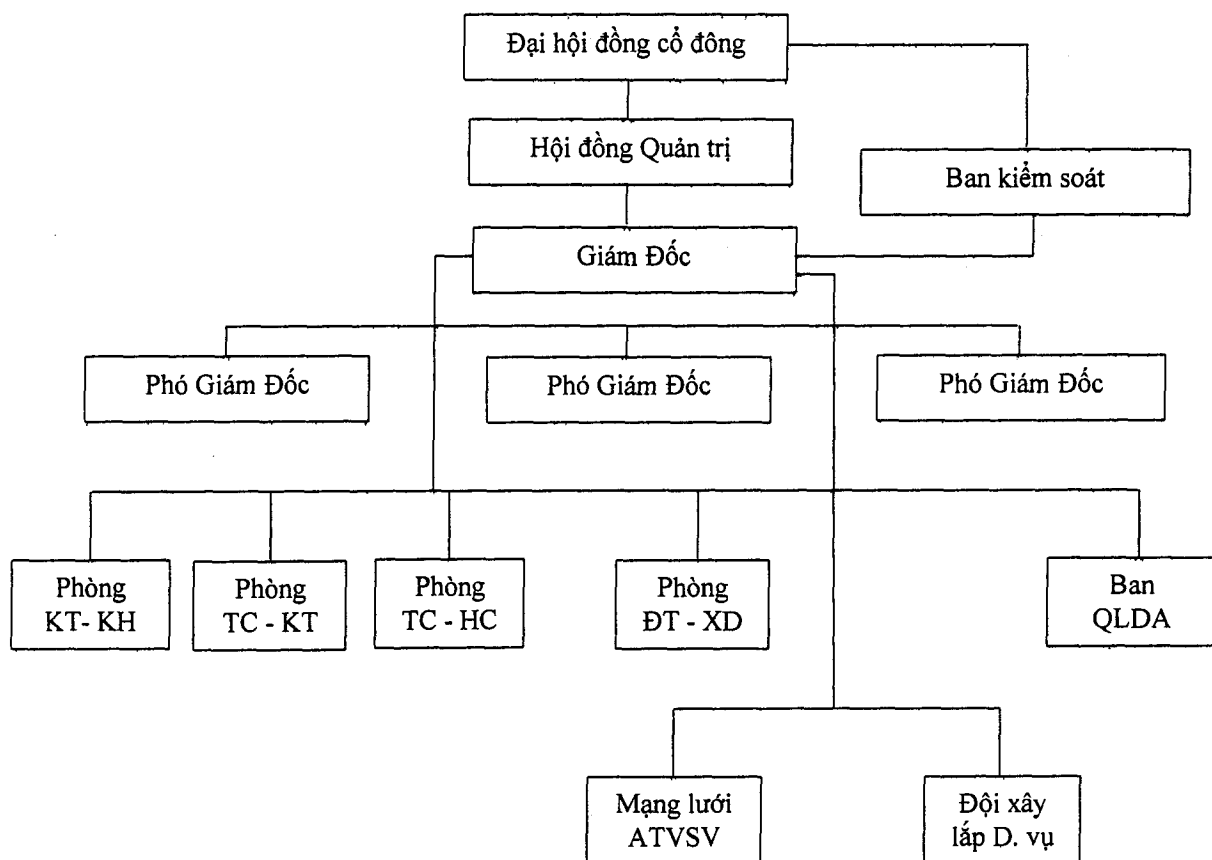 Đại hội đồng cổ đông
Hội đồng Quản trị
Ban kiểm soát
Giám Đốc
Phó Giám Đốc
Phó Giám Đốc
Phó Giám Đốc
Phòng
KT- KH
Phòng
TC - KT
Phòng
TC - HC
Phòng
ĐT - XD
Ban
QLDA
Mạng lưới
ATVSV
Đội xây
lắp D. vụ